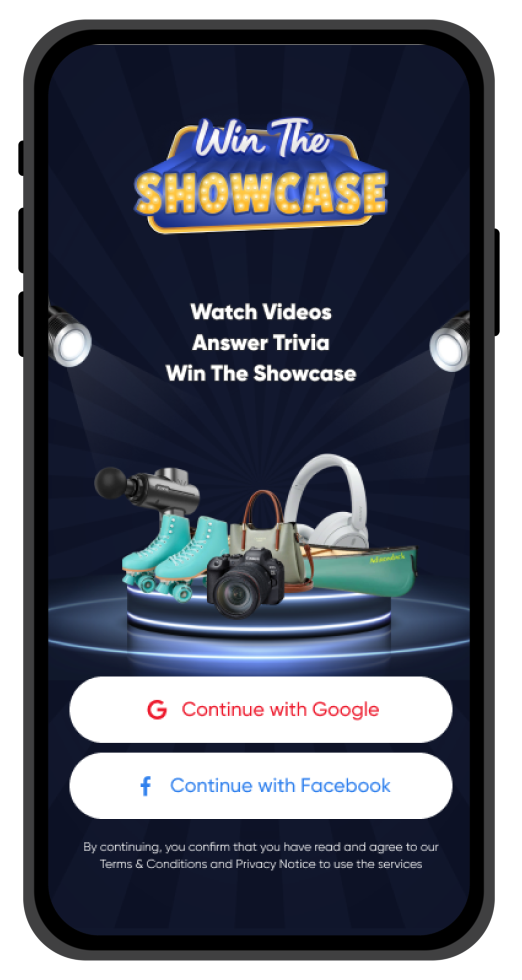 Win The
SHOWCASE
Watch Videos
Answer Trivia
Win The Showcase
Continue with Google
Continue with Facebook
By continuing, you confirm that you have read and agree to our
Terms & Conditions and Privacy Notice to use the services